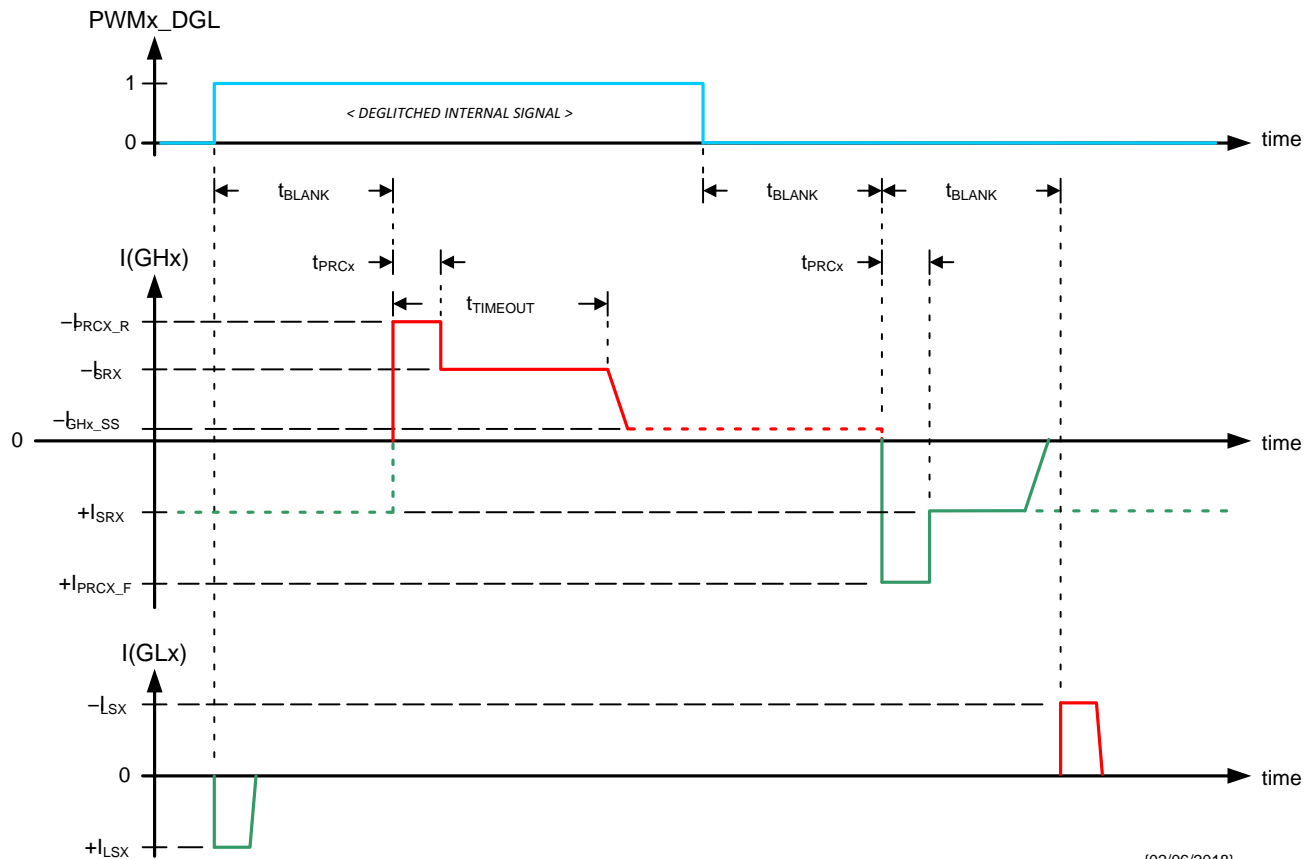 PWMx_DGL
1
< DEGLITCHED INTERNAL SIGNAL >
0
time
tBLANK
tBLANK
tBLANK
I(GHx)
tPRCx
tPRCx
tTIMEOUT
–IPRCX_R
–ISRX
–IGHx_SS
0
time
+ISRX
+IPRCX_F
I(GLx)
–ILSX
0
time
+ILSX